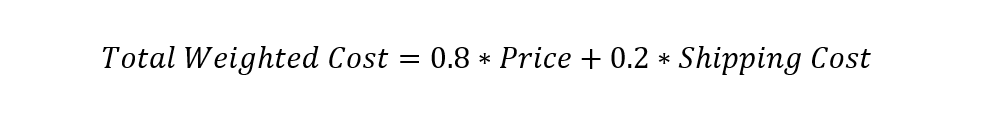 Total Weighted Cost = 0.8 * Price + 0.2 * Shipping Cost